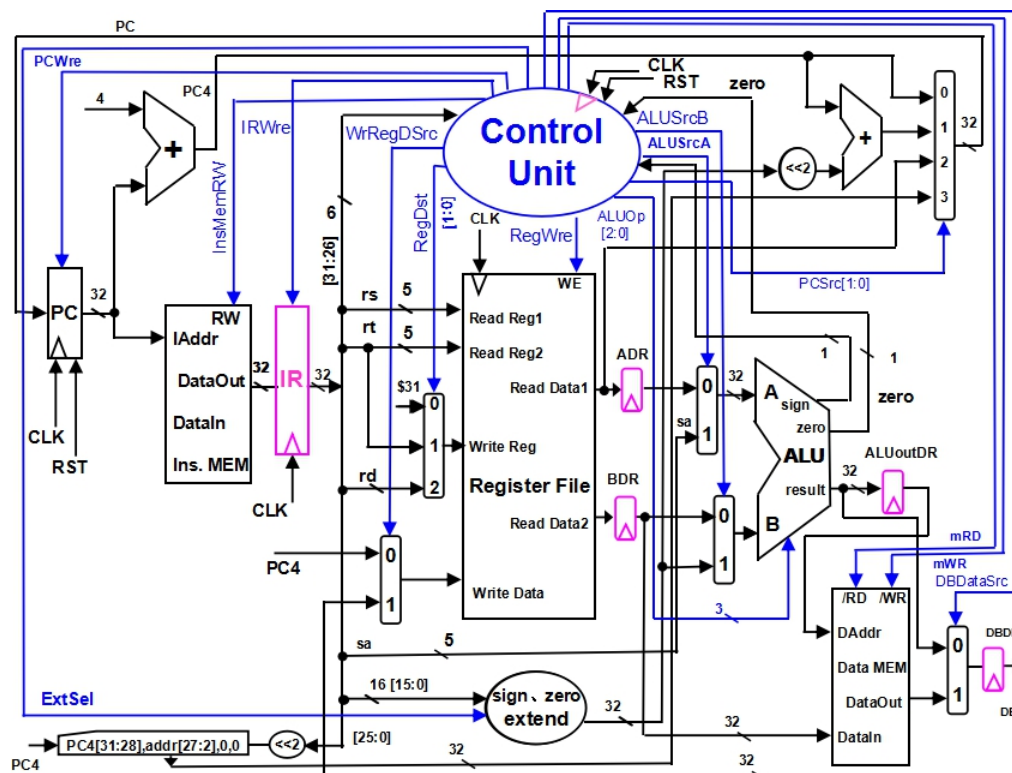 PC
PCWre
4
PC4
+
IRWre
InsMemRW
WrRegDSrc
RegDst
[1:0]
6
[31:26]
Control
Unit
CLK
RST
zero
ALUSrcB
ALUSrcA
ALUOp
[2:0]
RegWre
PCSrc[1:0]
<<2
+
0
1
2
3
32
PC
32
CLK
RST
RW
IAddr
DataOut
DataIn
Ins. MEM
32
IR
32
CLK
CLK
WE
rs
5
Read Reg1
rt
5
Read Reg2
Read Data1
$31
0
1
2
Write Reg
rd
Register File
Read Data2
PC4
0
1
Write Data
ADR
BDR
0
1
32
sa
0
1
A
sign
zero
ALU
result
B
1
1
zero
32
ALUoutDR
3
mRD
mWR
DBDataSrc
/RD
/WR
DAddr
Data MEM
DataOut
DataIn
0
1
sa
5
ExtSel
16 [15:0]
sign、zero
extend
32
32
PC4
PC4[31:28],addr[27:2],0,0
<<2
[25:0]
32
32